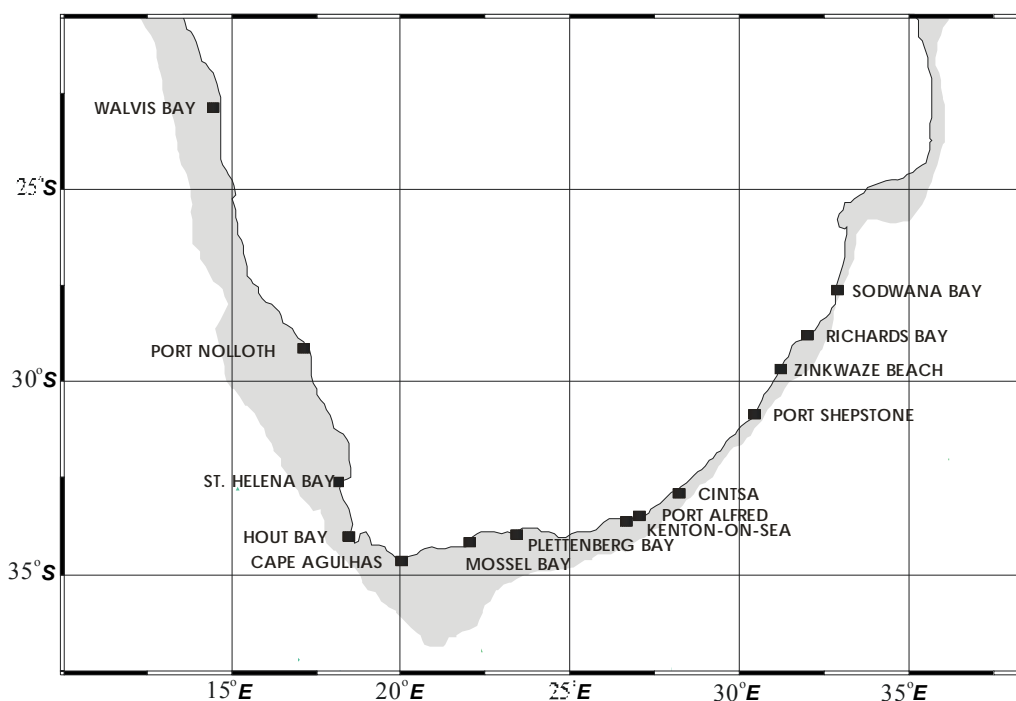 WALVIS BAY
25°S
SODWANA BAY
RICHARDS BAY
PORT NOLLOTH
ZINKWAZE BEACH
30°S
PORT SHEPSTONE
ST. HELENA BAY
CINTSA
PORT ALFRED
KENTON-ON-SEA
HOUT BAY
PLETTENBERG BAY
CAPE AGULHAS
MOSSEL BAY
35°S
15°E 20°E 25°E 30°E 35°E